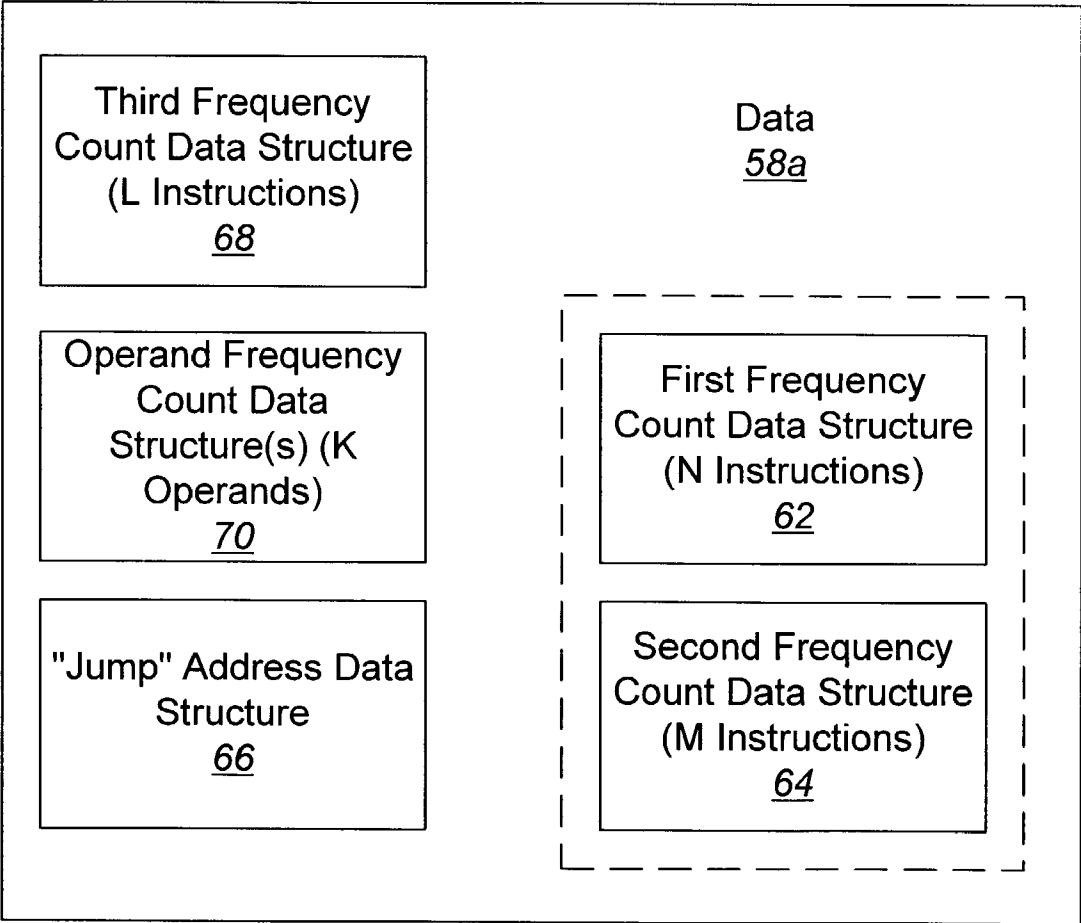 Third Frequency
Count Data Structure
(L Instructions)
68
Data
58a
Operand Frequency
Count Data
Structure(s) (K
Operands)
70
First Frequency
Count Data Structure
(N Instructions)
62
"Jump" Address Data
Structure
66
Second Frequency
Count Data Structure
(M Instructions)
64